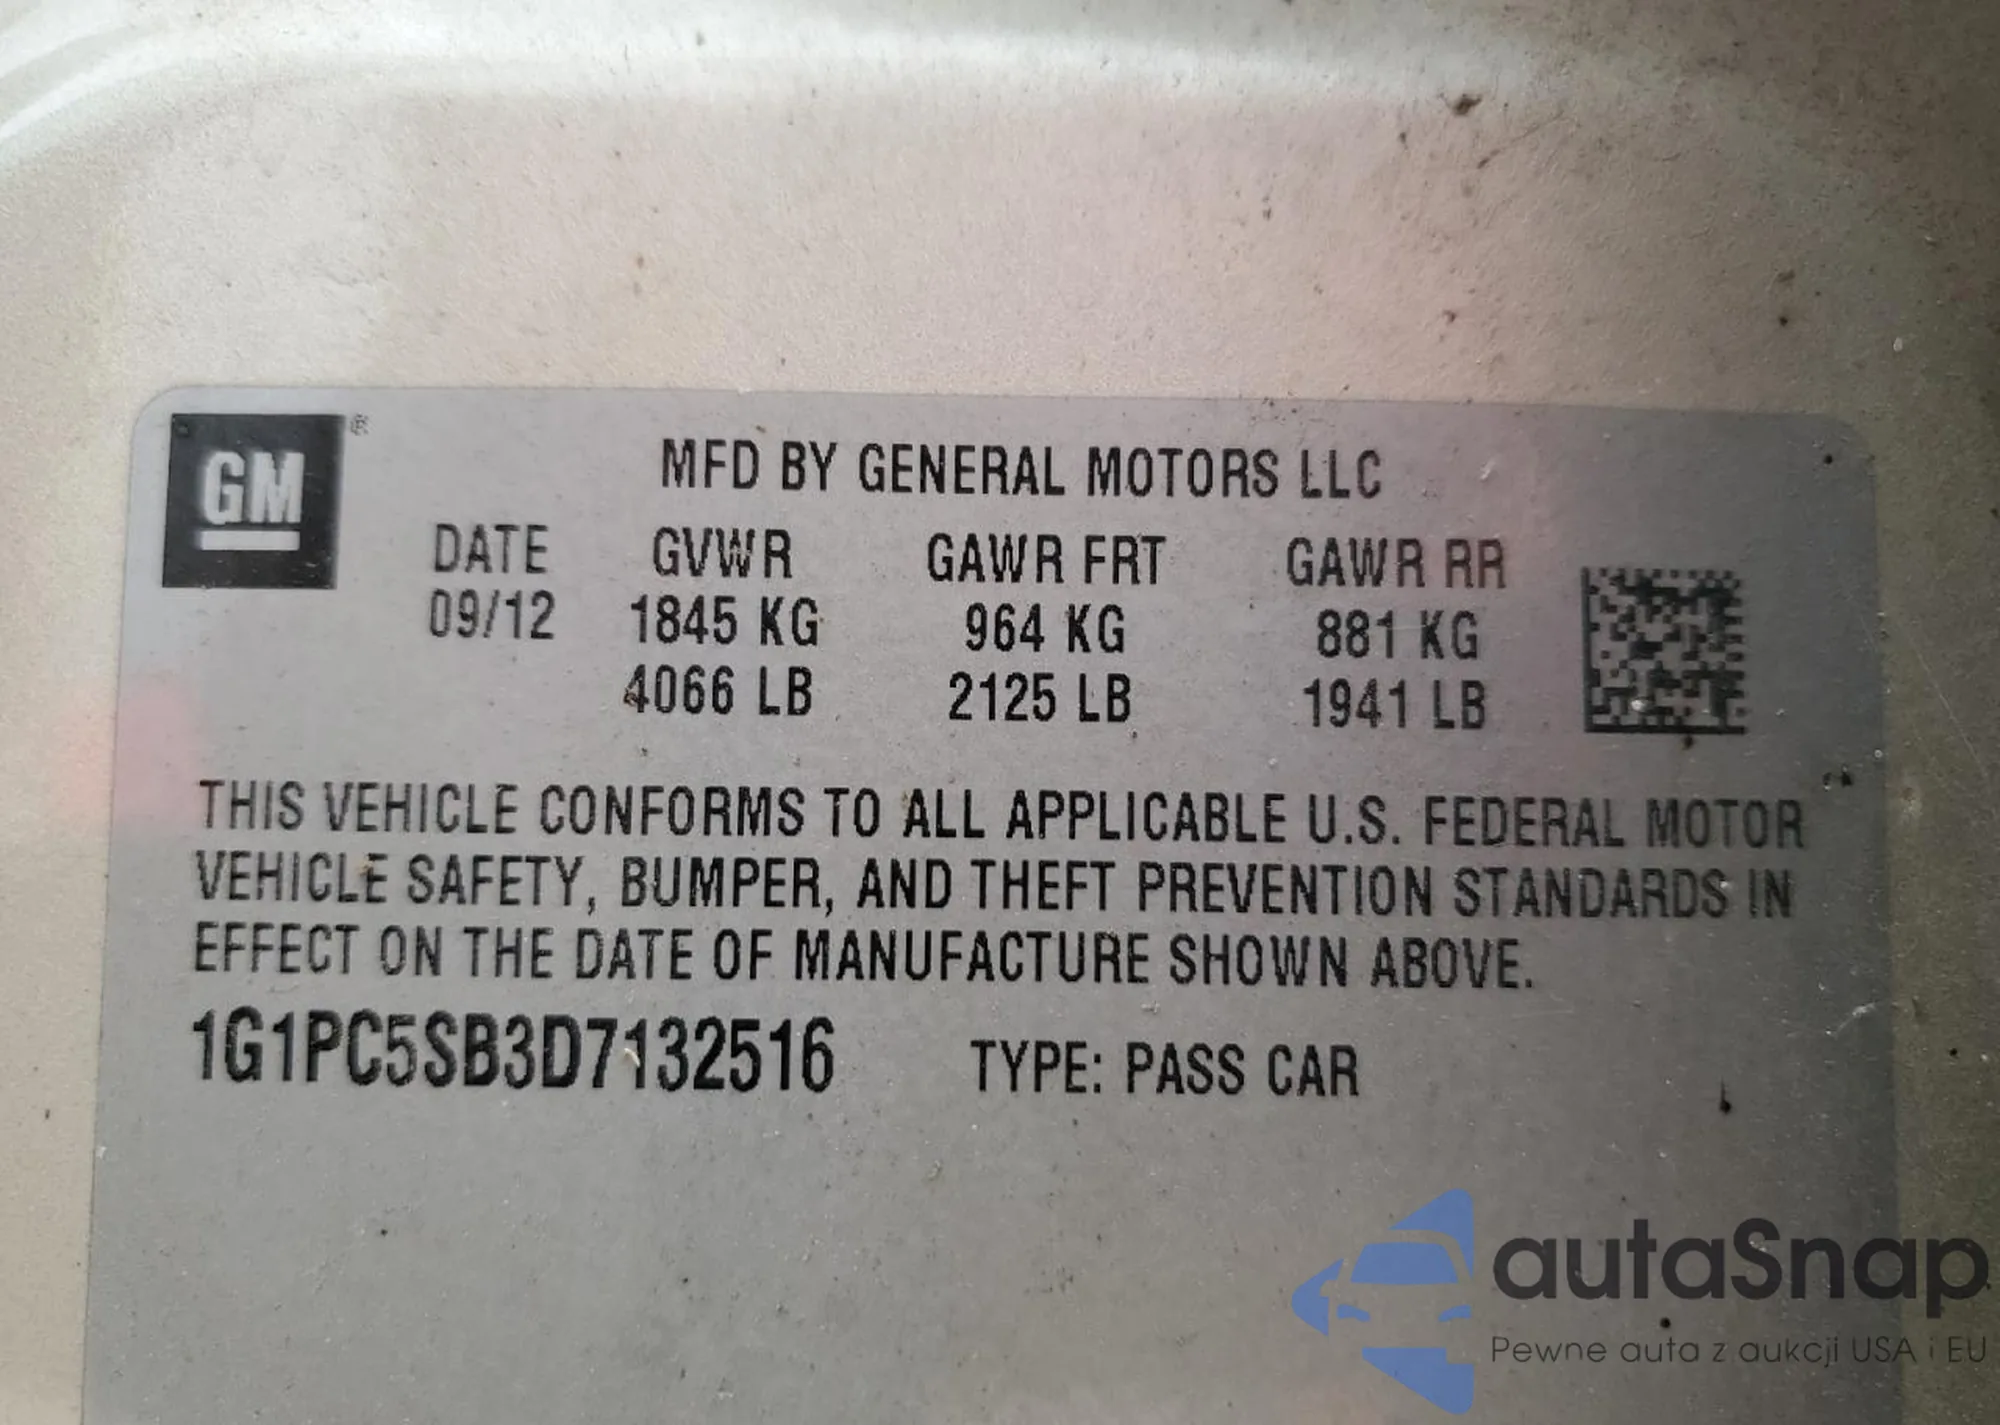 GM ®
MFD BY GENERAL MOTORS LLC
DATE GVWR GAWR FRT GAWR RR
09/12 1845 KG 964 KG 881 KG
4066 LB 2125 LB 1941 LB
THIS VEHICLE CONFORMS TO ALL APPLICABLE U.S. FEDERAL MOTOR
VEHICLE SAFETY, BUMPER, AND THEFT PREVENTION STANDARDS IN
EFFECT ON THE DATE OF MANUFACTURE SHOWN ABOVE.
1G1PC5SB3D7132516 TYPE: PASS CAR
autaSnap
Pewne auta z aukcji USA i EU